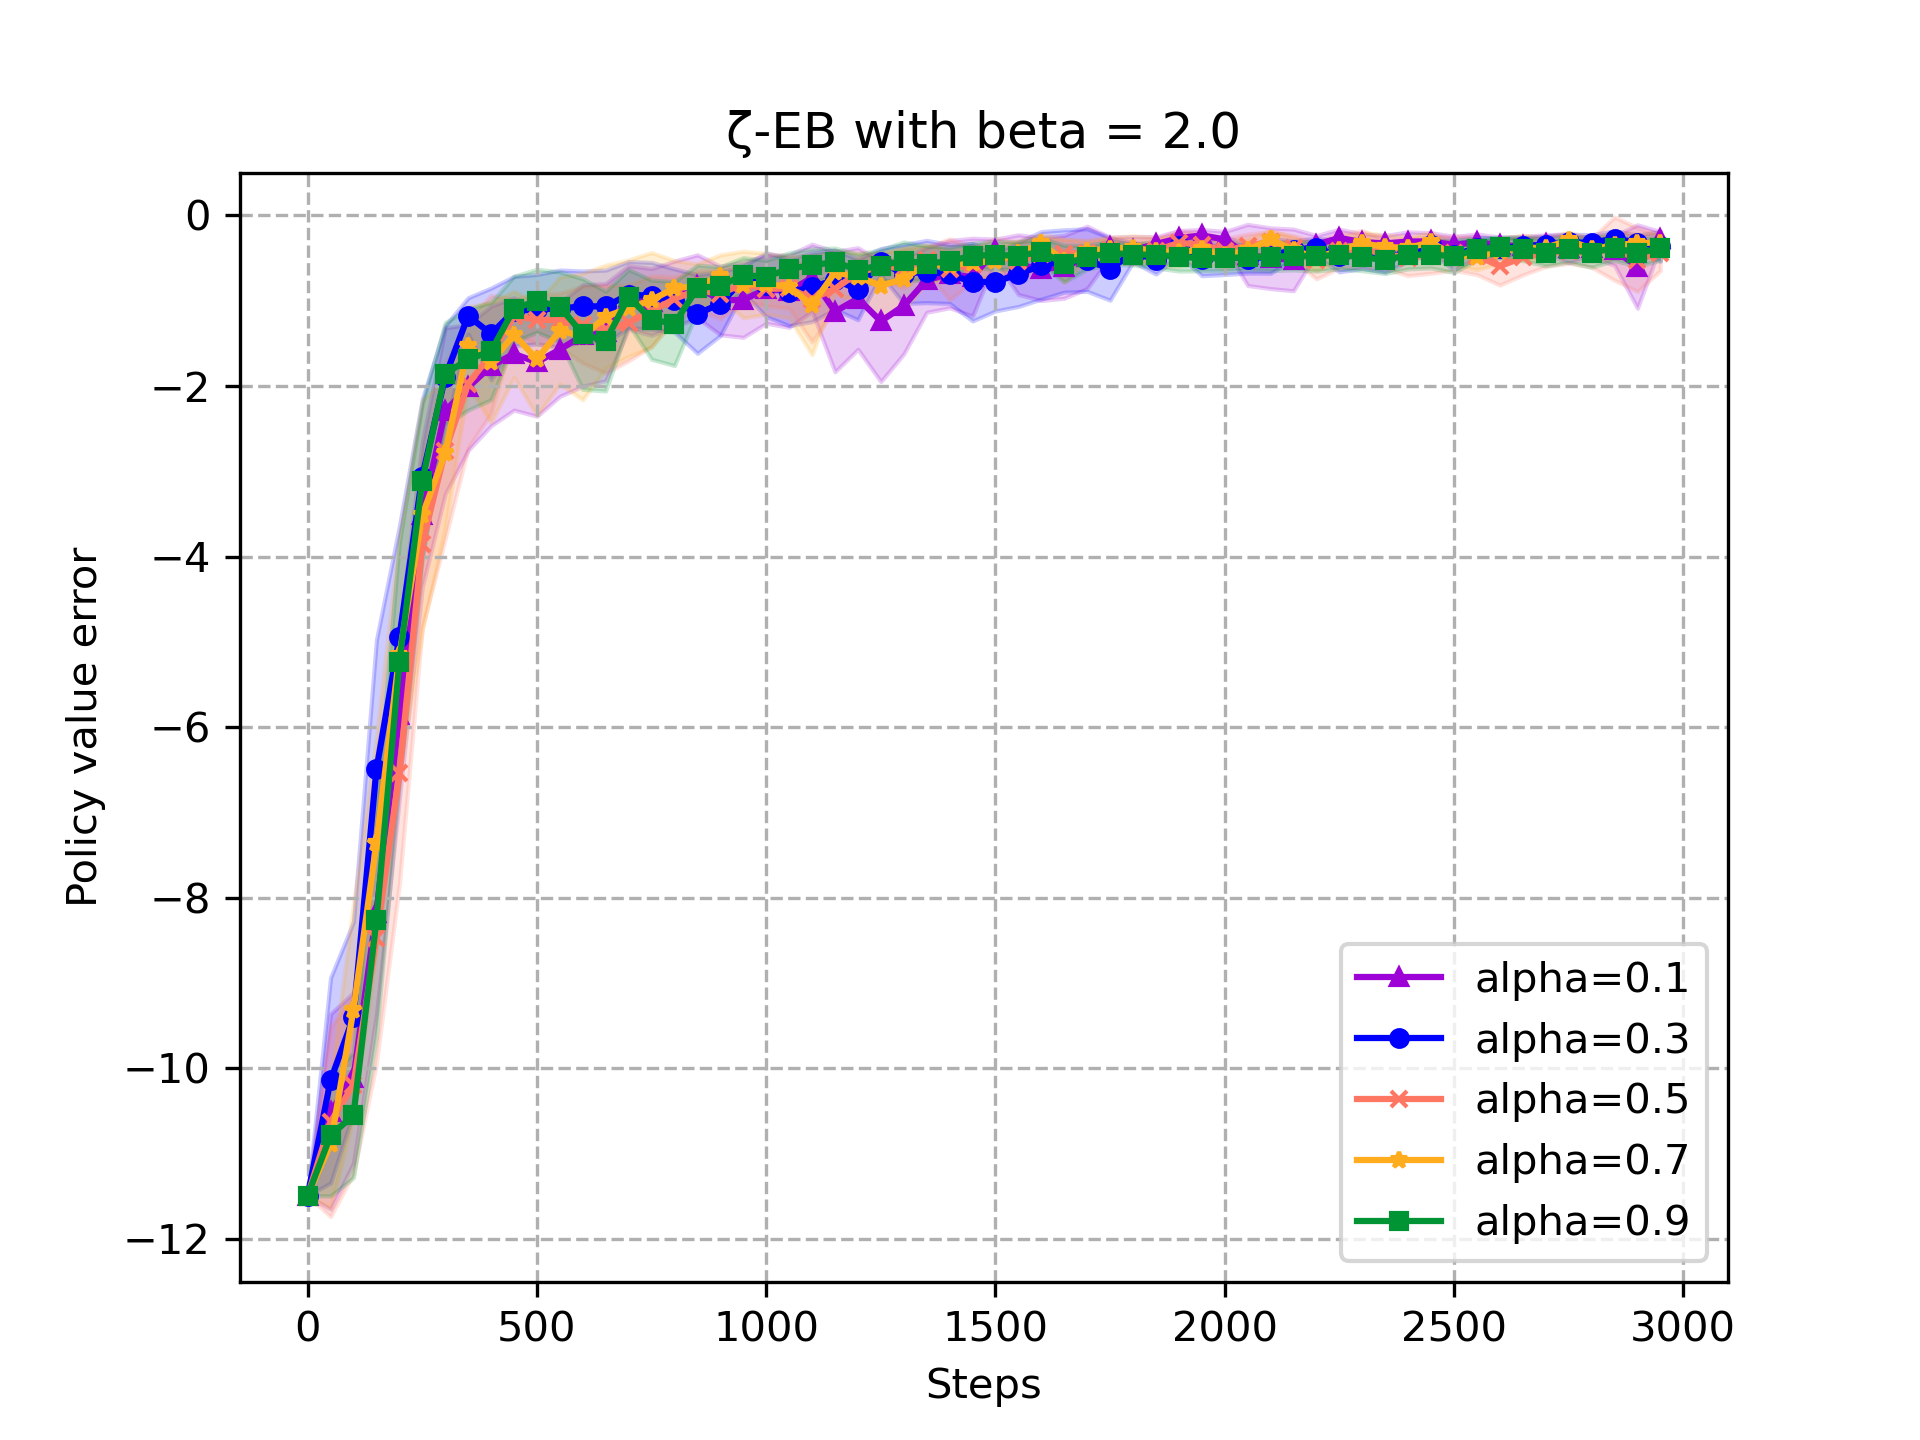 ζ-EB with beta = 2.0
Policy value error
0
−2
−4
−6
−8
−10
−12
alpha=0.1
alpha=0.3
alpha=0.5
alpha=0.7
alpha=0.9
0 500 1000 1500 2000 2500 3000
Steps